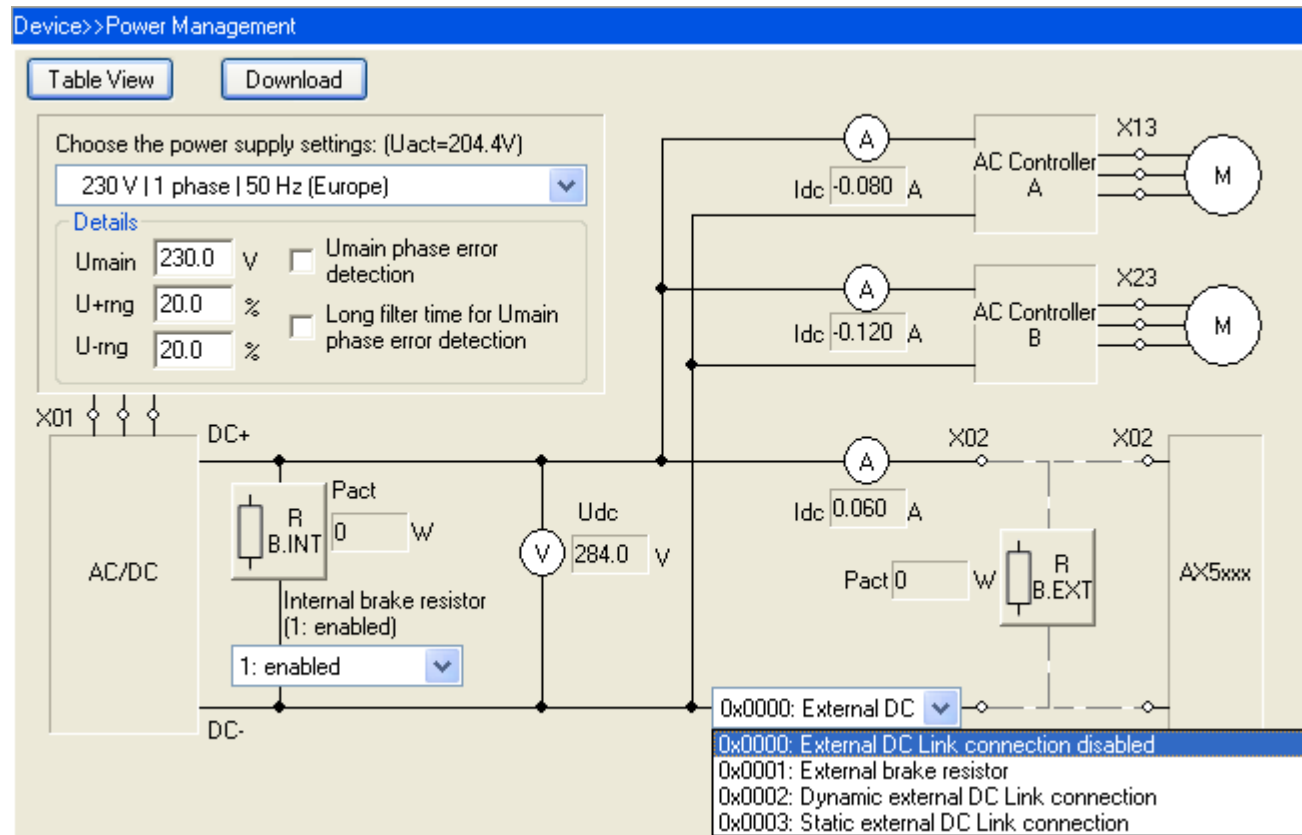 Device>>Power Management
Table View
Download
Choose the power supply settings: (Uact=204.4V)
230 V | 1 phase | 50 Hz (Europe)
Details
Umain 230.0 V
Umain phase error
detection
U+rng 20.0 %
Long filter time for Umain
phase error detection
U-rng 20.0 %
A
Idc -0.080 A
AC Controller
A
X13
M
A
Idc -0.120 A
AC Controller
B
X23
M
X01
DC+
AC/DC
R
B.INT
Pact
0 W
Internal brake resistor
(1: enabled)
1: enabled
Udc
V 284.0 V
A
Idc 0.060 A
X02
X02
Pact 0 W
R
B.EXT
AX5xxx
DC-
0x0000: External DC
0x0000: External DC Link connection disabled
0x0001: External brake resistor
0x0002: Dynamic external DC Link connection
0x0003: Static external DC Link connection